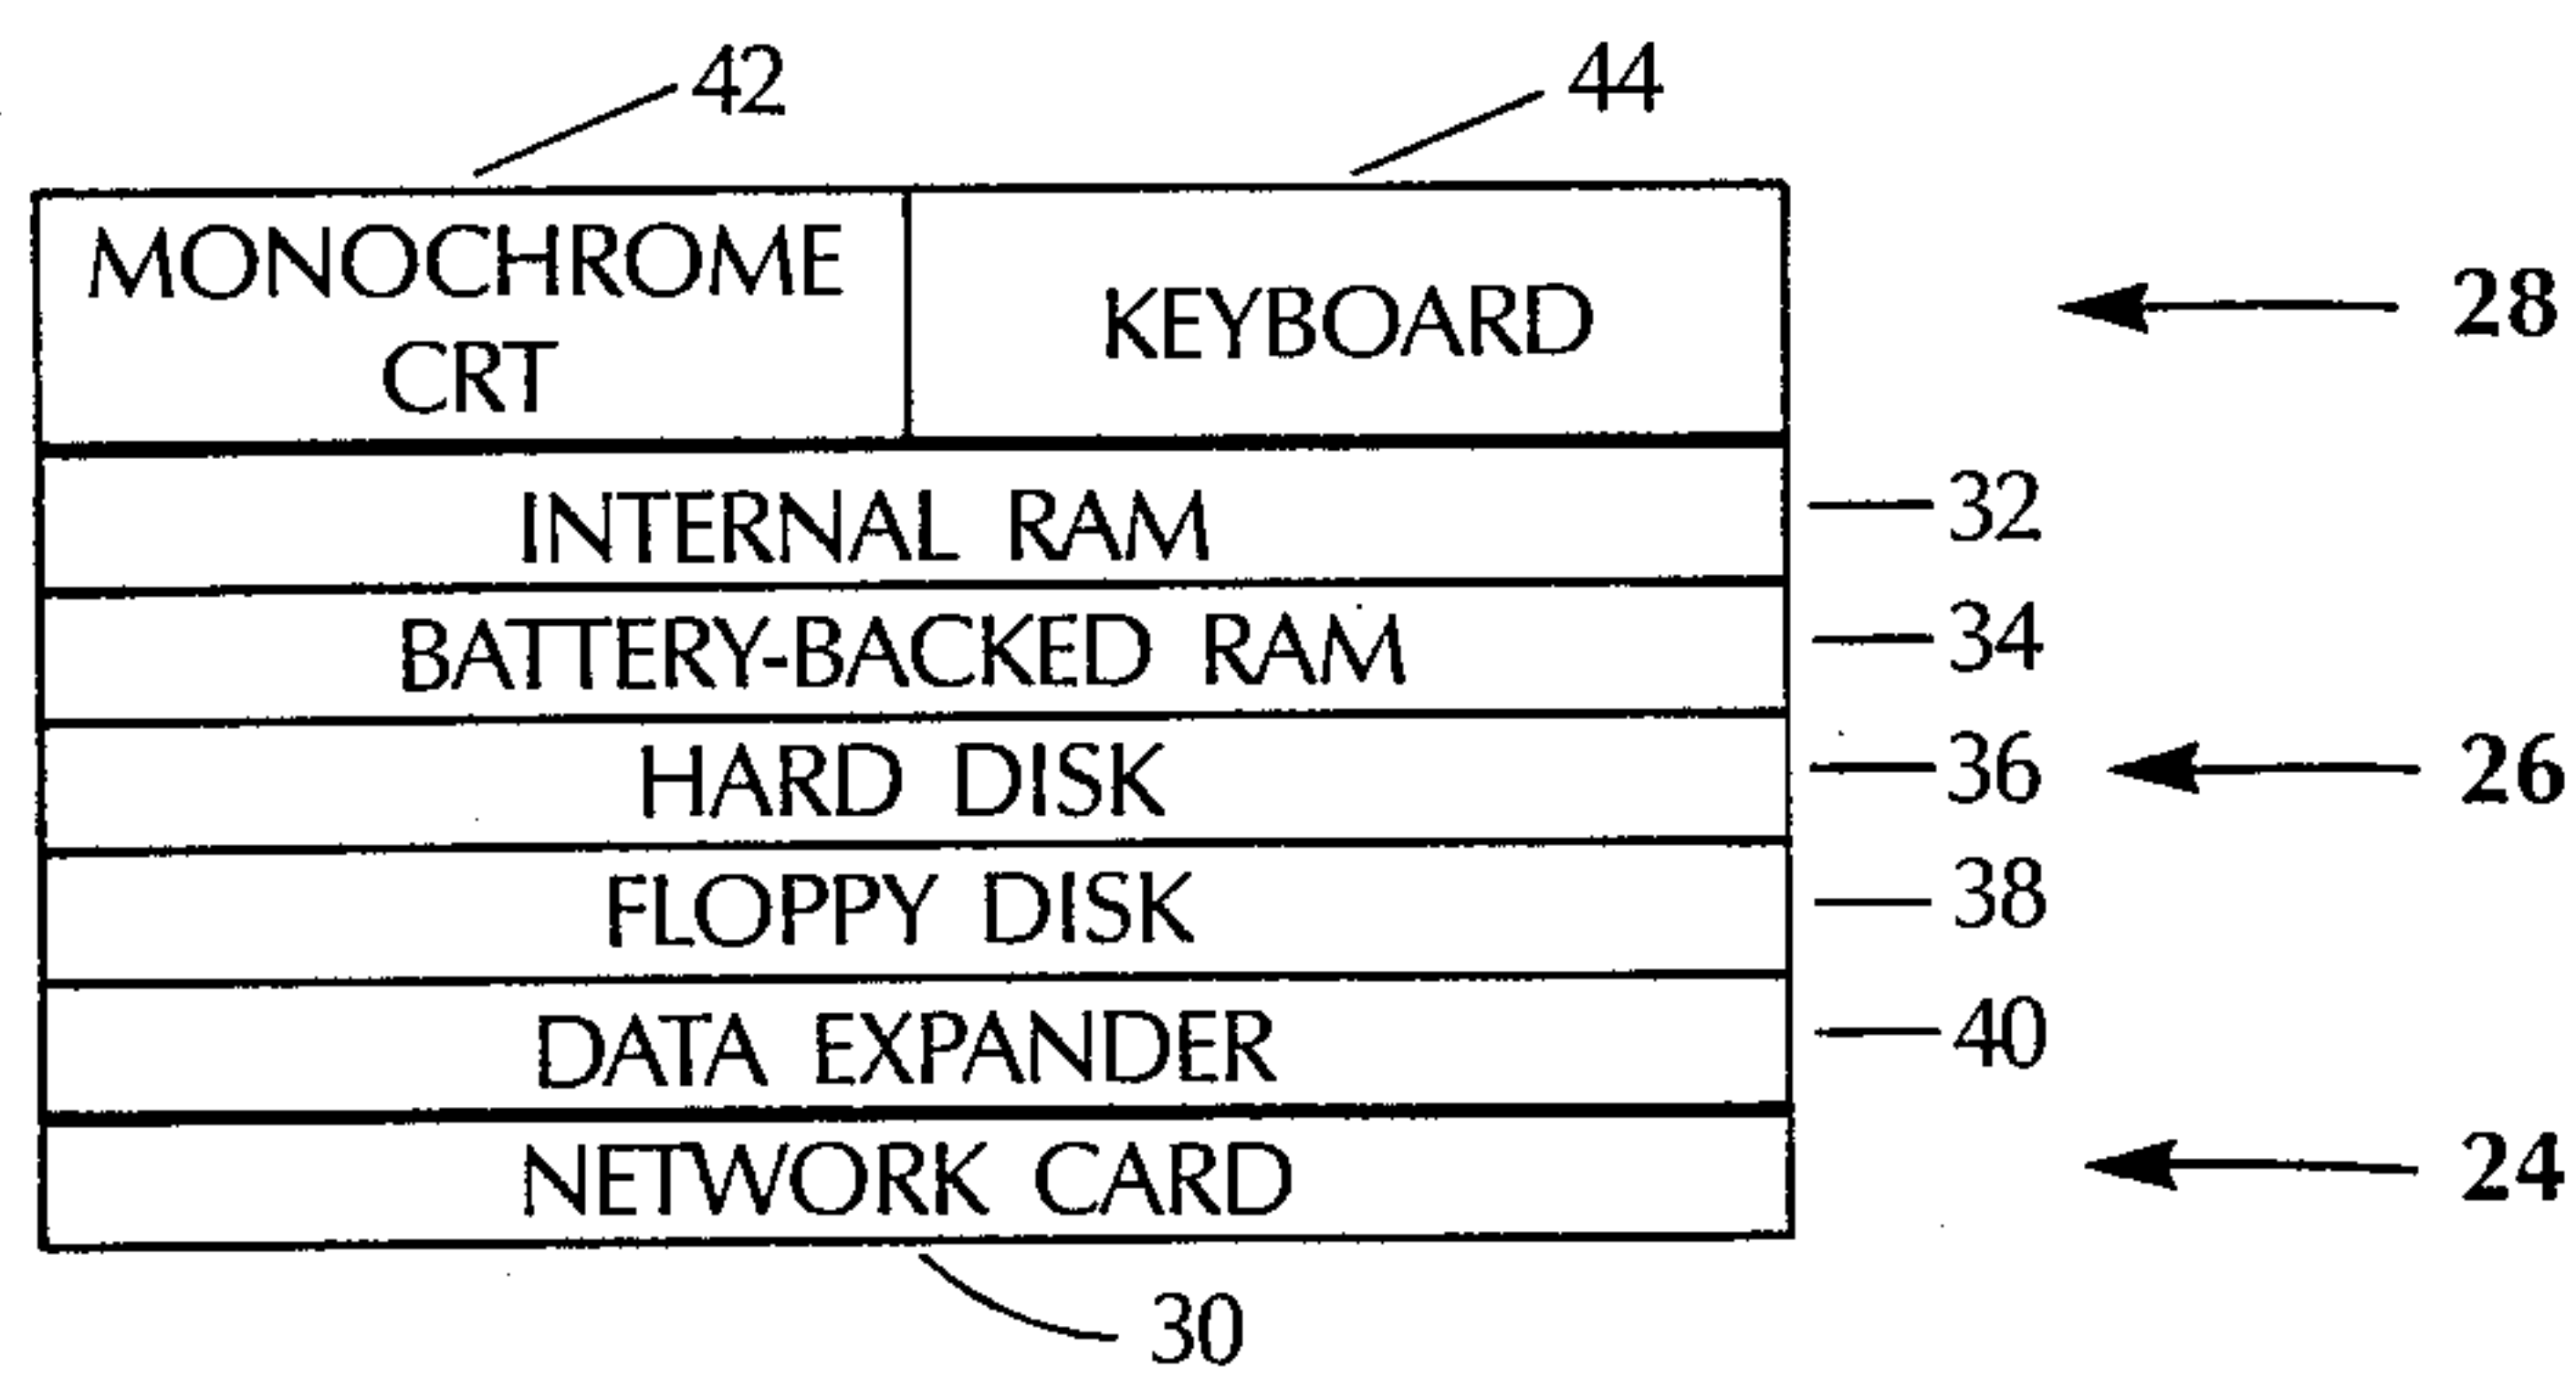 42
44
MONOCHROME
CRT
KEYBOARD
28
INTERNAL RAM
32
BATTERY-BACKED RAM
34
HARD DISK
36
26
FLOPPY DISK
38
DATA EXPANDER
40
NETWORK CARD
24
30